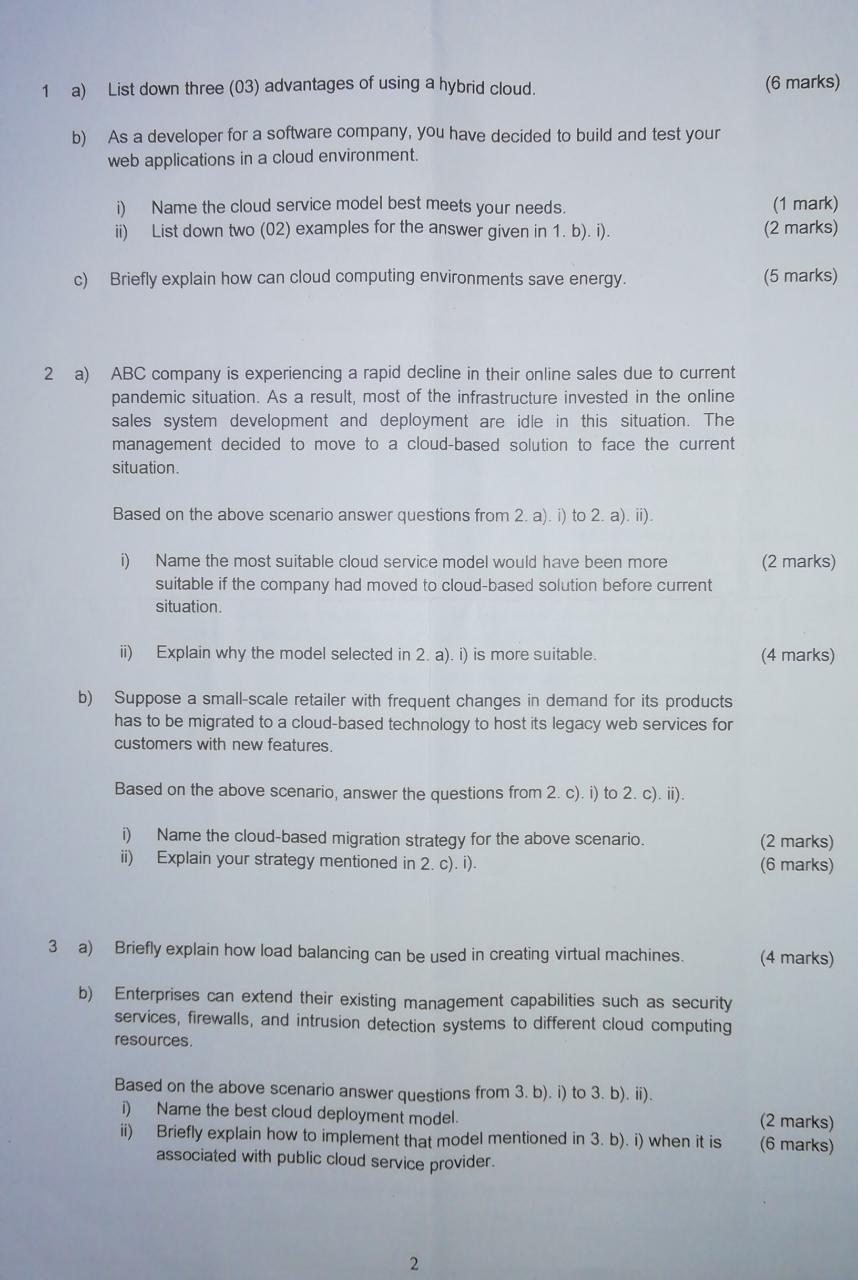 1 a) List down three (03) advantages of using a hybrid cloud. (6 marks)
b) As a developer for a software company, you have decided to build and test your
web applications in a cloud environment.
i) Name the cloud service model best meets your needs. (1 mark)
ii) List down two (02) examples for the answer given in 1. b). i). (2 marks)
c) Briefly explain how can cloud computing environments save energy. (5 marks)
2 a) ABC company is experiencing a rapid decline in their online sales due to current
pandemic situation. As a result, most of the infrastructure invested in the online
sales system development and deployment are idle in this situation. The
management decided to move to a cloud-based solution to face the current
situation.
Based on the above scenario answer questions from 2. a). i) to 2. a). ii).
i) Name the most suitable cloud service model would have been more (2 marks)
suitable if the company had moved to cloud-based solution before current
situation.
ii) Explain why the model selected in 2. a). i) is more suitable. (4 marks)
b) Suppose a small-scale retailer with frequent changes in demand for its products
has to be migrated to a cloud-based technology to host its legacy web services for
customers with new features.
Based on the above scenario, answer the questions from 2. c). i) to 2. c). ii).
i) Name the cloud-based migration strategy for the above scenario. (2 marks)
ii) Explain your strategy mentioned in 2. c). i). (6 marks)
3 a) Briefly explain how load balancing can be used in creating virtual machines. (4 marks)
b) Enterprises can extend their existing management capabilities such as security
services, firewalls, and intrusion detection systems to different cloud computing
resources.
Based on the above scenario answer questions from 3. b). i) to 3. b). ii).
i) Name the best cloud deployment model. (2 marks)
ii) Briefly explain how to implement that model mentioned in 3. b). i) when it is (6 marks)
associated with public cloud service provider.
2